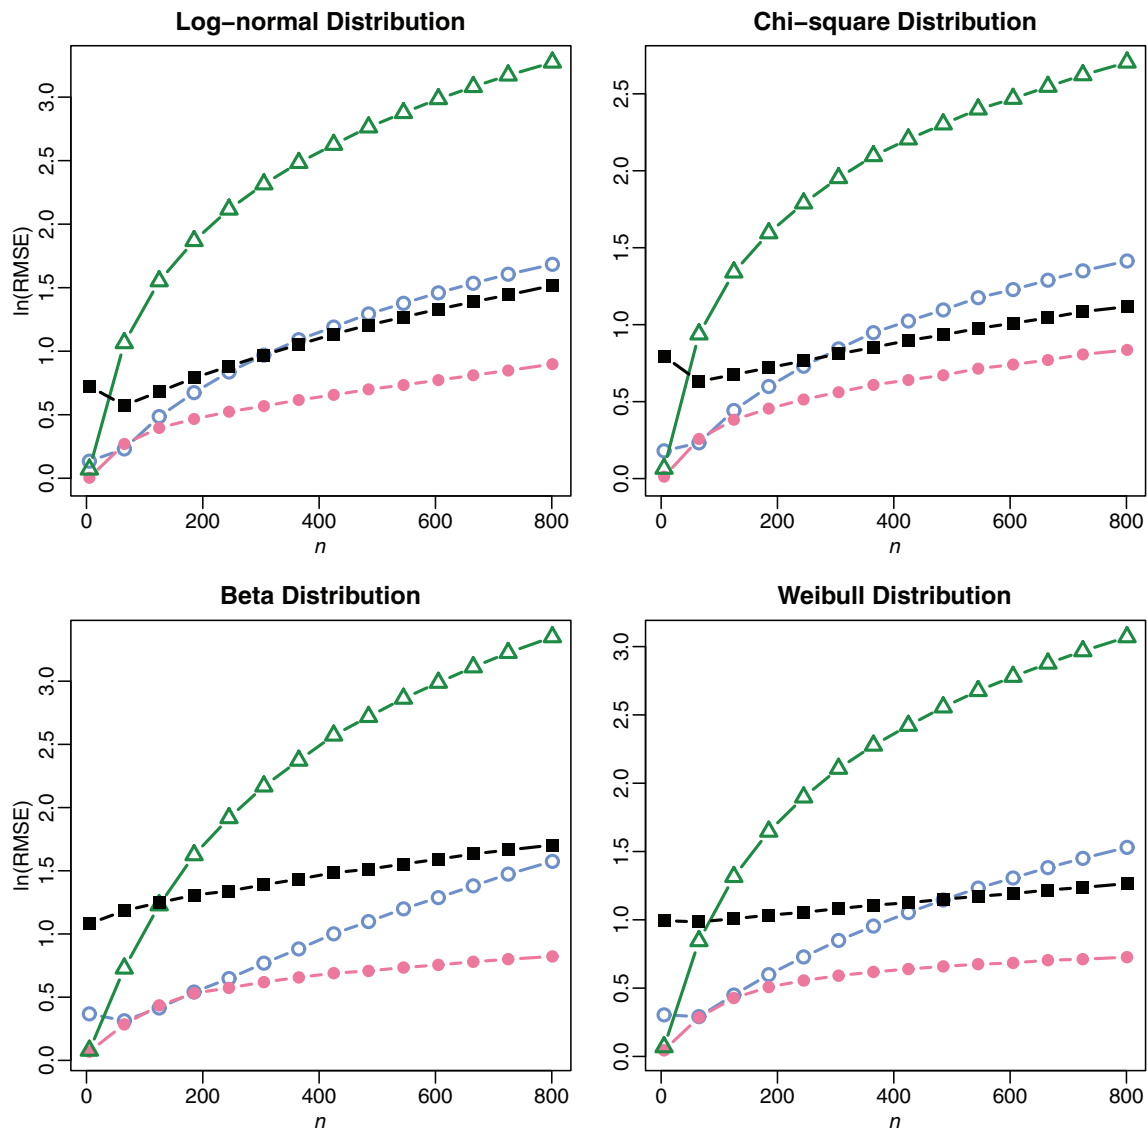 Log−normal Distribution
ln(RMSE)
0.0 0.5 1.0 1.5 2.0 2.5 3.0
0 200 400 600 800
n
Chi−square Distribution
0.0 0.5 1.0 1.5 2.0 2.5
0 200 400 600 800
n
Beta Distribution
ln(RMSE)
0.0 0.5 1.0 1.5 2.0 2.5 3.0
0 200 400 600 800
n
Weibull Distribution
0.0 0.5 1.0 1.5 2.0 2.5 3.0
0 200 400 600 800
n